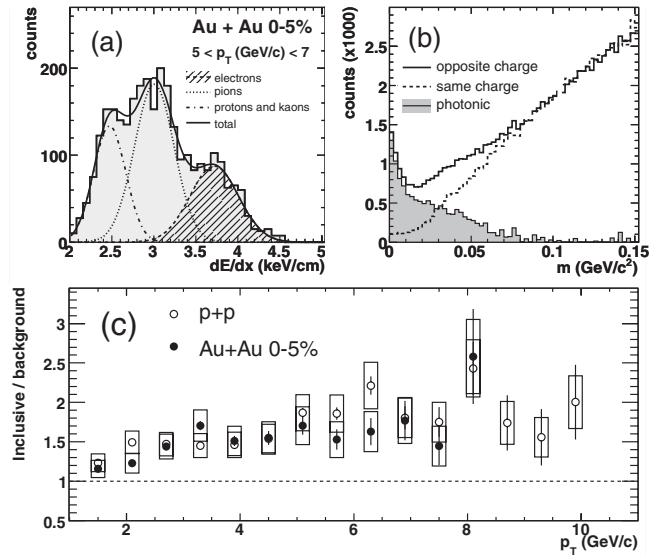 counts
(a)
Au + Au 0-5%
5 < pT (GeV/c) < 7
electrons
pions
protons and kaons
total
200
100
0
2 2.5 3 3.5 4 4.5 5
dE/dx (keV/cm)
counts (x1000)
(b)
opposite charge
same charge
photonic
2.5
2
1.5
1
0.5
0
0 0.05 0.1 0.15
m (GeV/c²)
Inclusive / background
(c)
p+p
Au+Au 0-5%
3
2.5
2
1.5
1
0.5
2 4 6 8 10
pT (GeV/c)